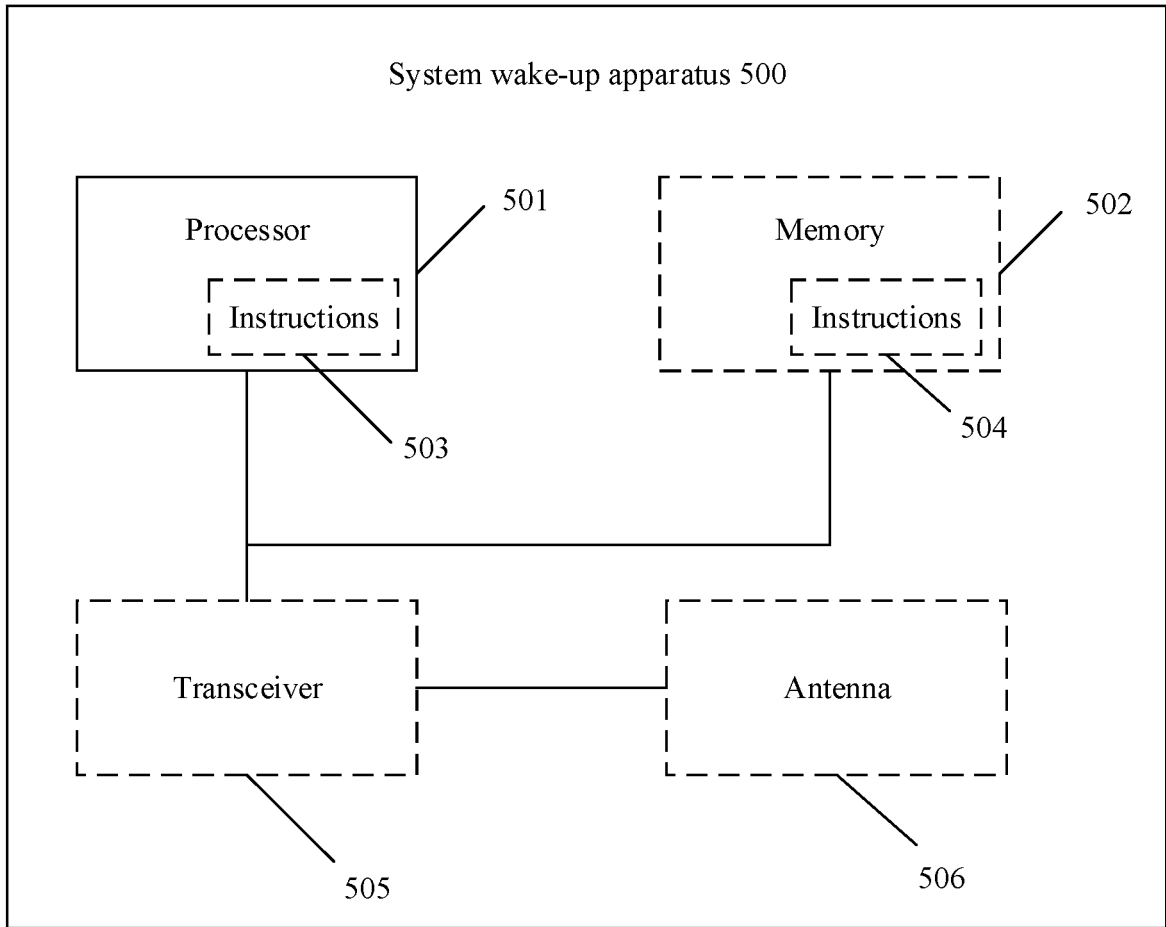 System wake-up apparatus 500
Processor
501
Memory
502
Instructions
Instructions
503
504
Transceiver
Antenna
505
506